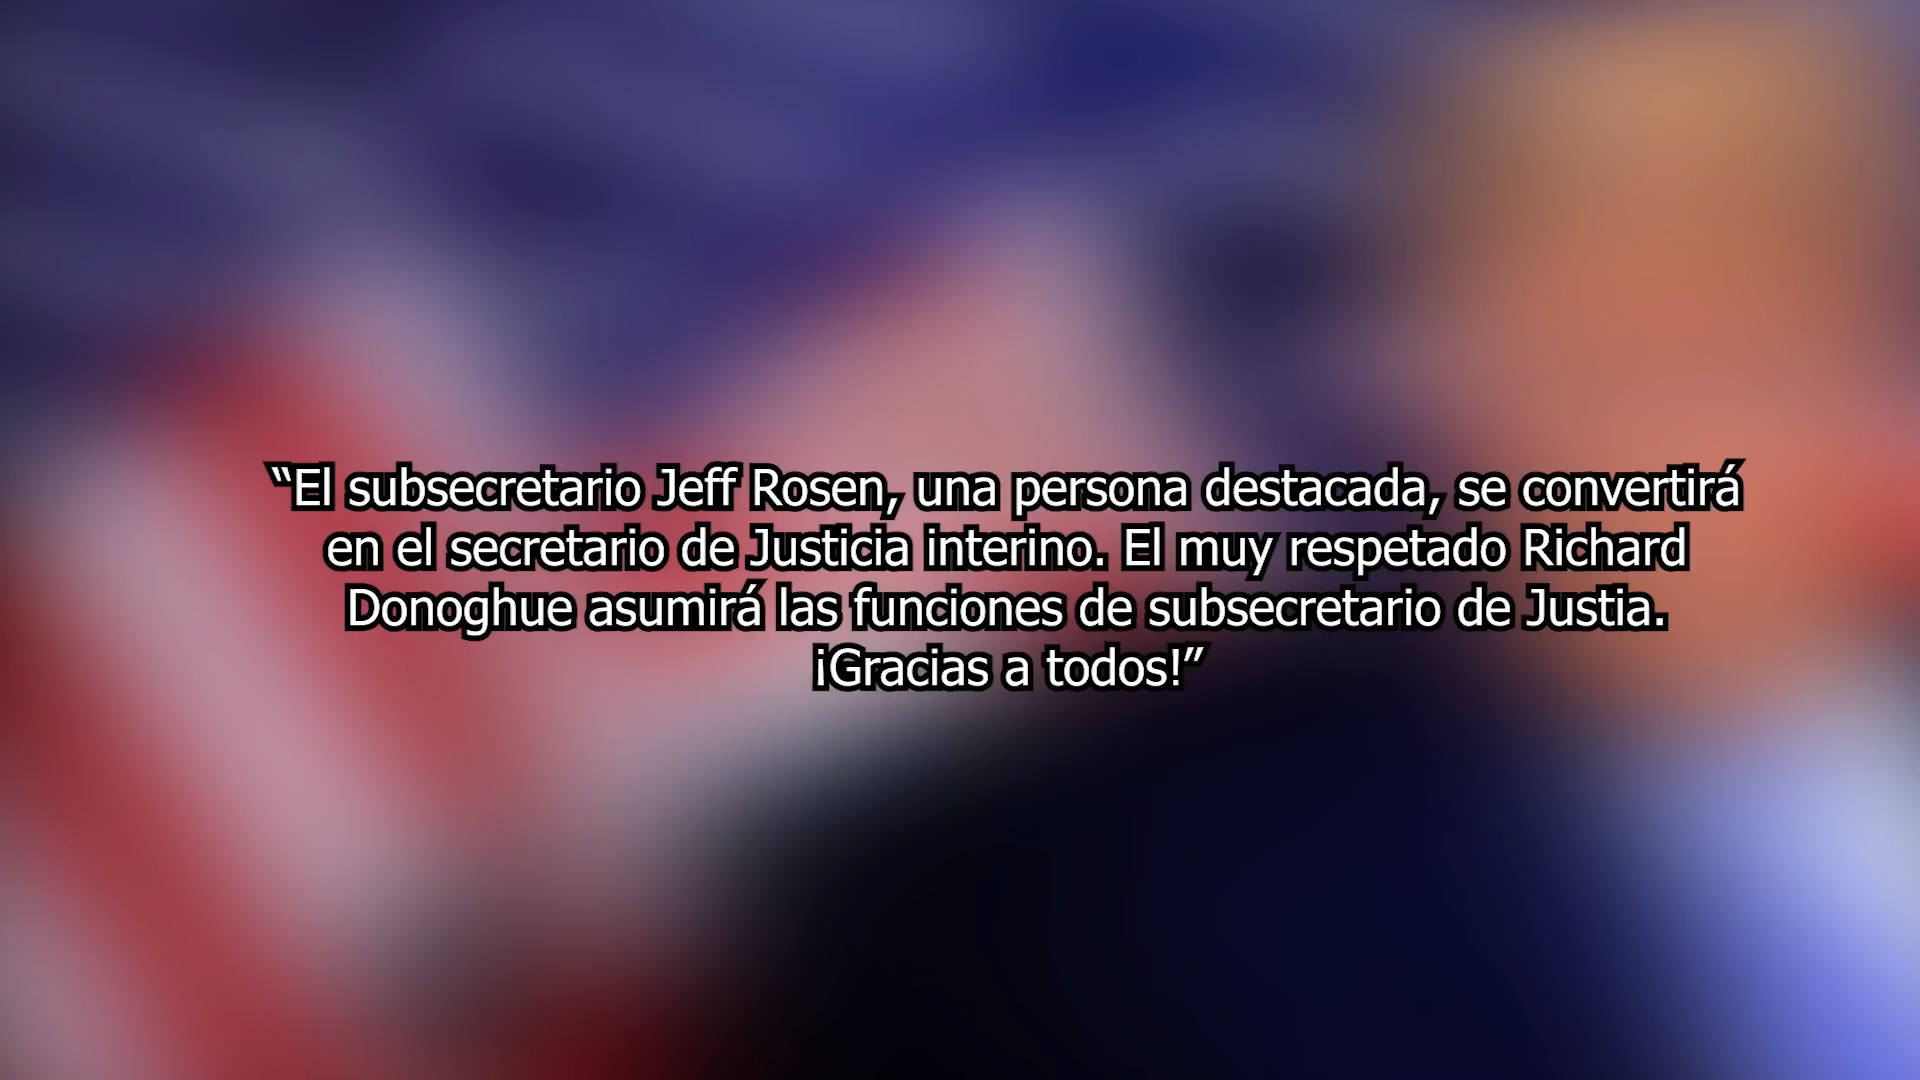 “El subsecretario Jeff Rosen, una persona destacada, se convertirá
en el secretario de Justicia interino. El muy respetado Richard
Donoghue asumirá las funciones de subsecretario de Justia.
¡Gracias a todos!”